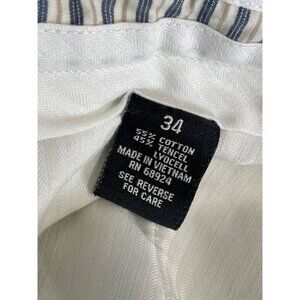 34
55% COTTON
45% TENCEL
LYOCELL
MADE IN VIETNAM
RN 68924
SEE REVERSE
FOR CARE